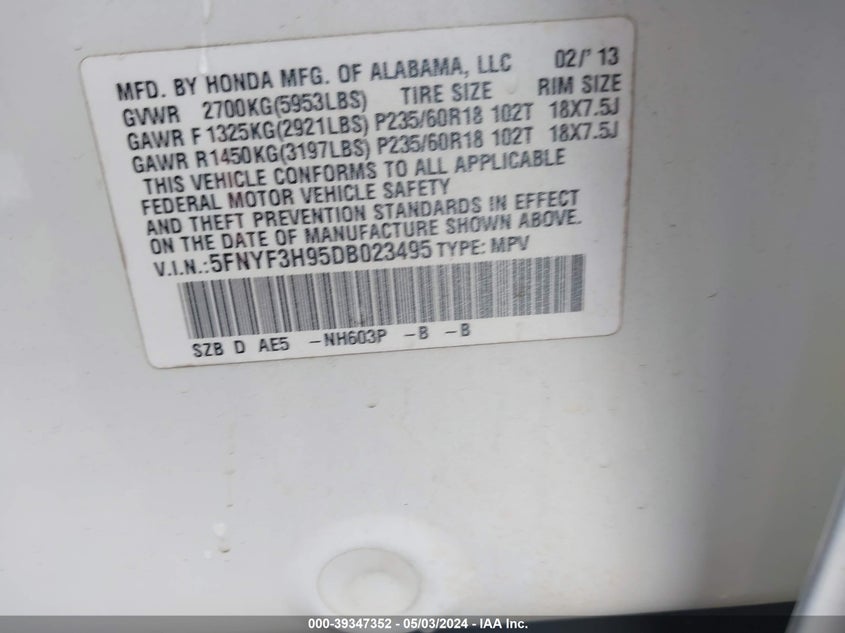 MFD. BY HONDA MFG. OF ALABAMA, LLC 02/'13
GVWR 2700KG(5953LBS) TIRE SIZE RIM SIZE
GAWR F 1325KG(2921LBS) P235/60R18 102T 18X7.5J
GAWR R1450KG(3197LBS) P235/60R18 102T 18X7.5J
THIS VEHICLE CONFORMS TO ALL APPLICABLE
FEDERAL MOTOR VEHICLE SAFETY
AND THEFT PREVENTION STANDARDS IN EFFECT
ON THE DATE OF MANUFACTURE SHOWN ABOVE.
V.I.N.:5FNYF3H95DB023495 TYPE: MPV
SZB D AE5 -NH603P -B -B
000-39347352 - 05/03/2024 - IAA Inc.